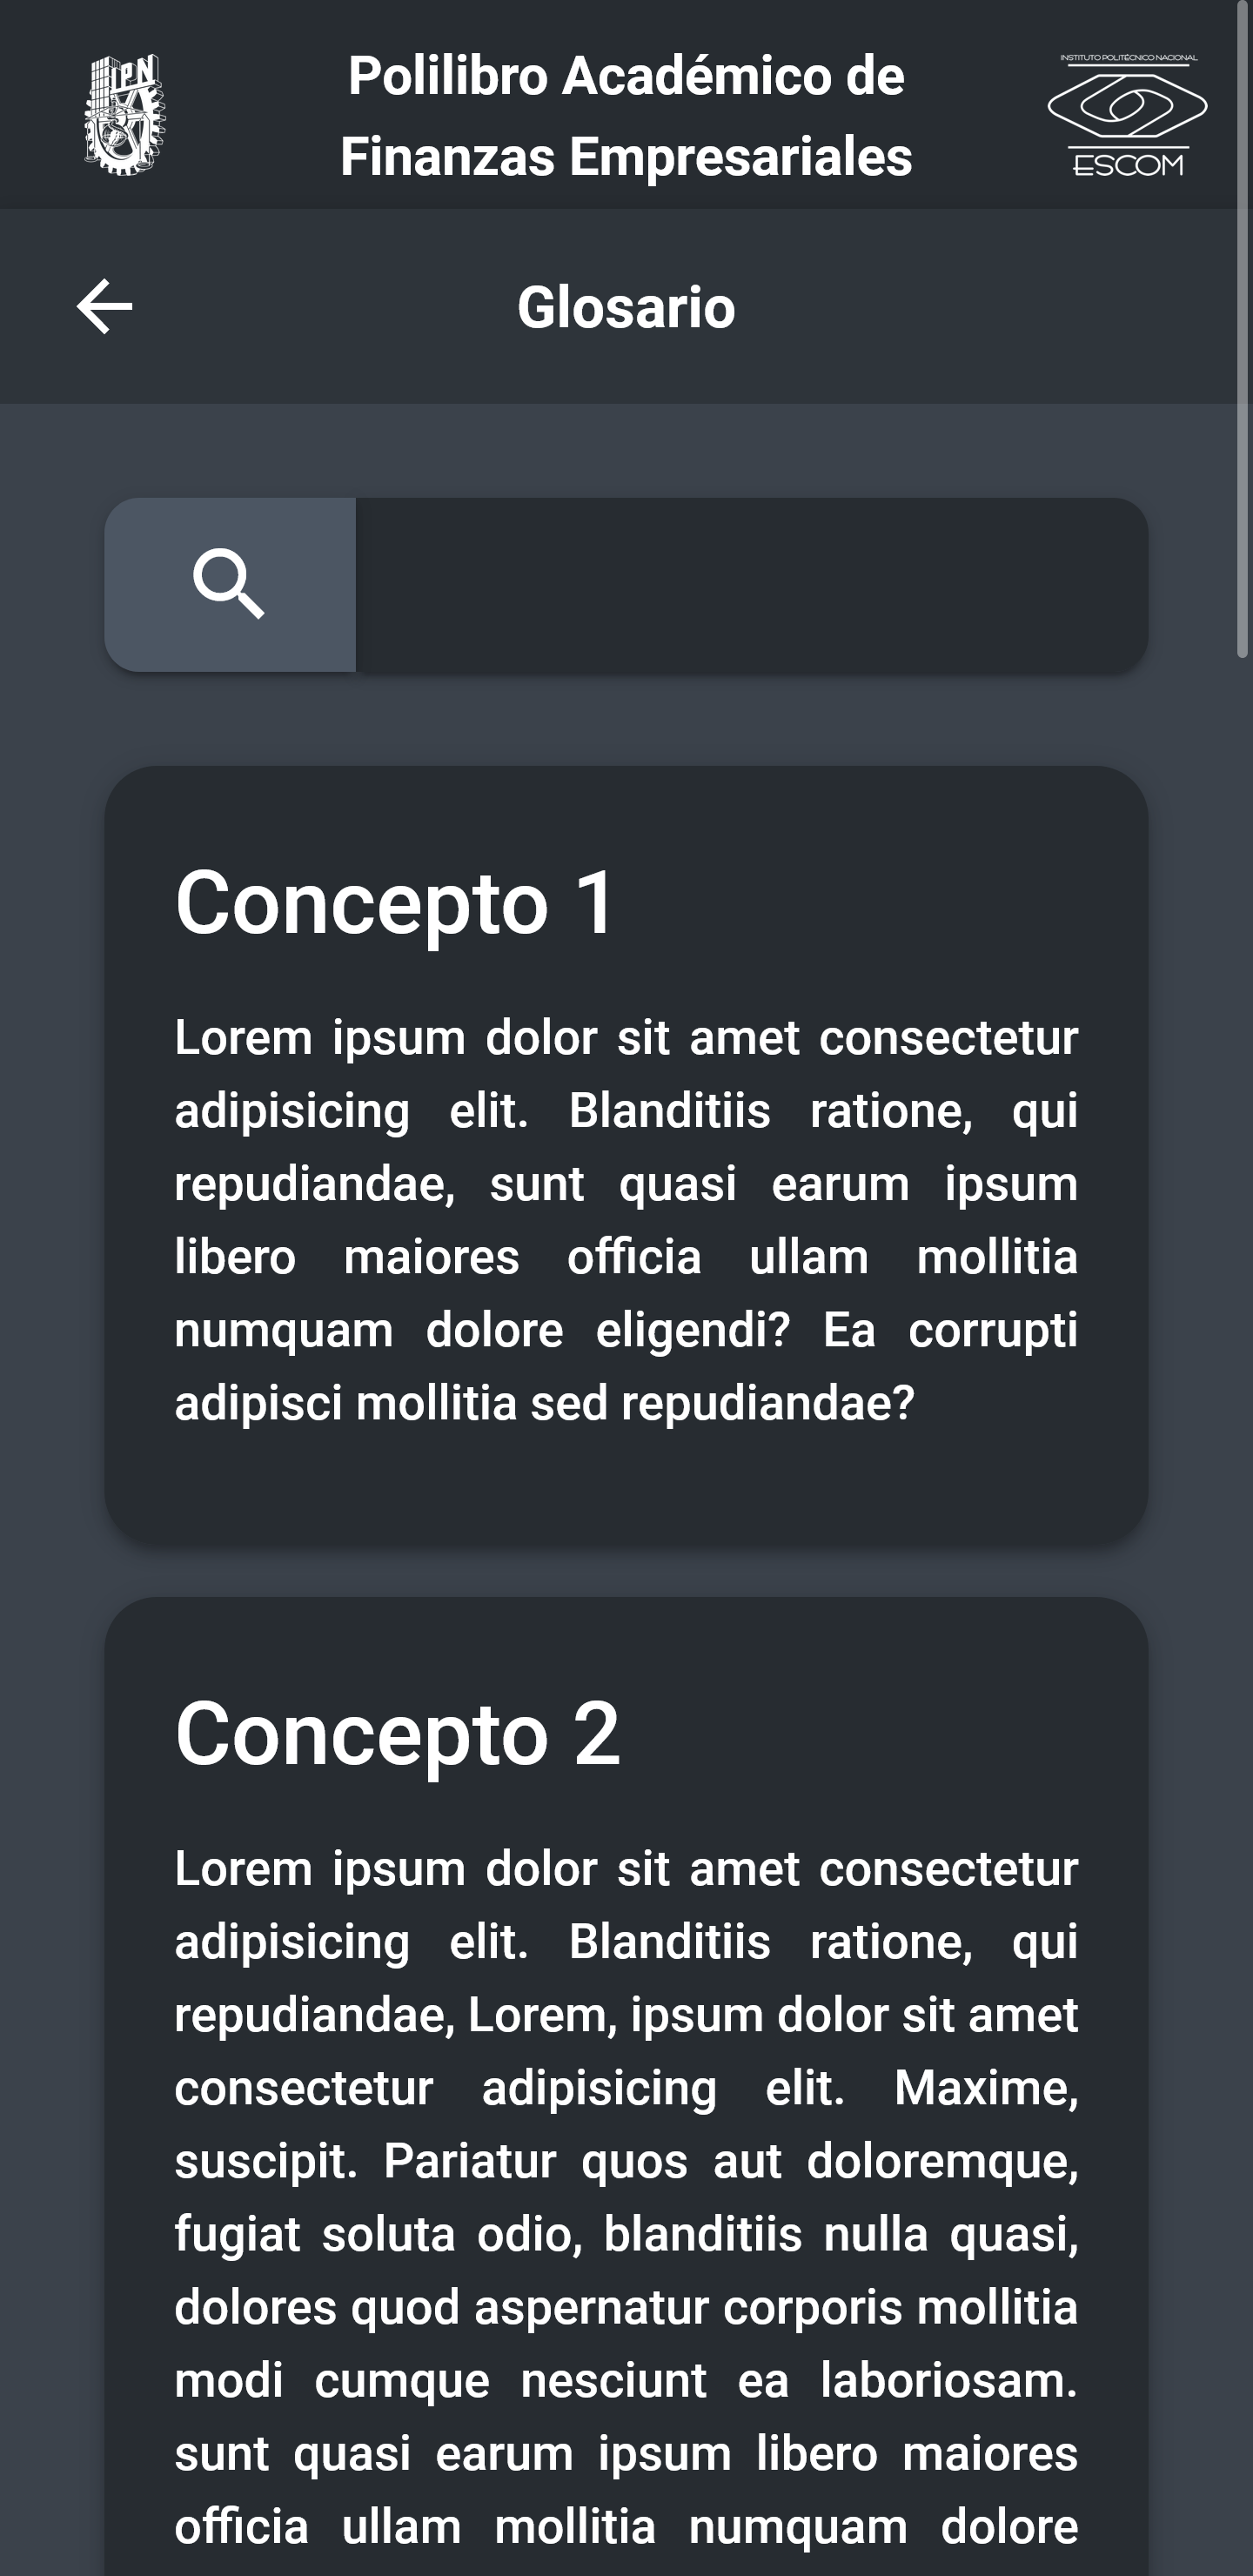 IPN
Polilibro Académico de
Finanzas Empresariales
INSTITUTO POLITÉCNICO NACIONAL
ESCOM
Glosario
Concepto 1
Lorem ipsum dolor sit amet consectetur
adipisicing elit. Blanditiis ratione, qui
repudiandae, sunt quasi earum ipsum
libero maiores officia ullam mollitia
numquam dolore eligendi? Ea corrupti
adipisci mollitia sed repudiandae?
Concepto 2
Lorem ipsum dolor sit amet consectetur
adipisicing elit. Blanditiis ratione, qui
repudiandae, Lorem, ipsum dolor sit amet
consectetur adipisicing elit. Maxime,
suscipit. Pariatur quos aut doloremque,
fugiat soluta odio, blanditiis nulla quasi,
dolores quod aspernatur corporis mollitia
modi cumque nesciunt ea laboriosam.
sunt quasi earum ipsum libero maiores
officia ullam mollitia numquam dolore